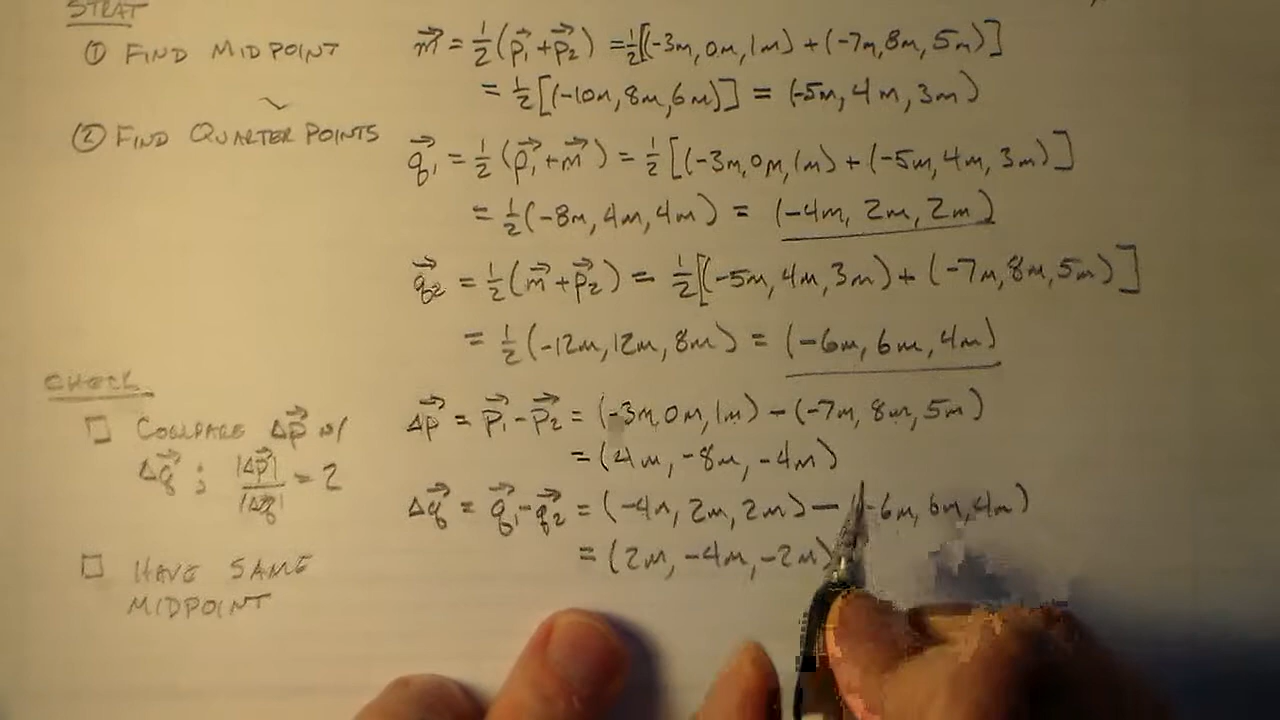 STRAT
① FIND MIDPOINT
m⃗ = ½(p⃗₁+p⃗₂) = ½[(-3m, 0m, 1m) + (-7m, 8m, 5m)]
= ½[(-10m, 8m, 6m)] = (-5m, 4m, 3m)
② FIND QUARTER POINTS
q⃗₁ = ½(p⃗₁+m⃗) = ½[(-3m, 0m, 1m) + (-5m, 4m, 3m)]
= ½(-8m, 4m, 4m) = (-4m, 2m, 2m)
q⃗₂ = ½(m⃗+p⃗₂) = ½[(-5m, 4m, 3m) + (-7m, 8m, 5m)]
= ½(-12m, 12m, 8m) = (-6m, 6m, 4m)
CHECK
□ COMPARE Δp⃗ w/
Δq⃗ ; |Δp⃗|/|Δq⃗| = 2
Δp⃗ = p⃗₁-p⃗₂ = (-3m, 0m, 1m) - (-7m, 8m, 5m)
= (4m, -8m, -4m)
Δq⃗ = q⃗₁-q⃗₂ = (-4m, 2m, 2m) - (-6m, 6m, 4m)
= (2m, -4m, -2m)
□ HAVE SAME
MIDPOINT